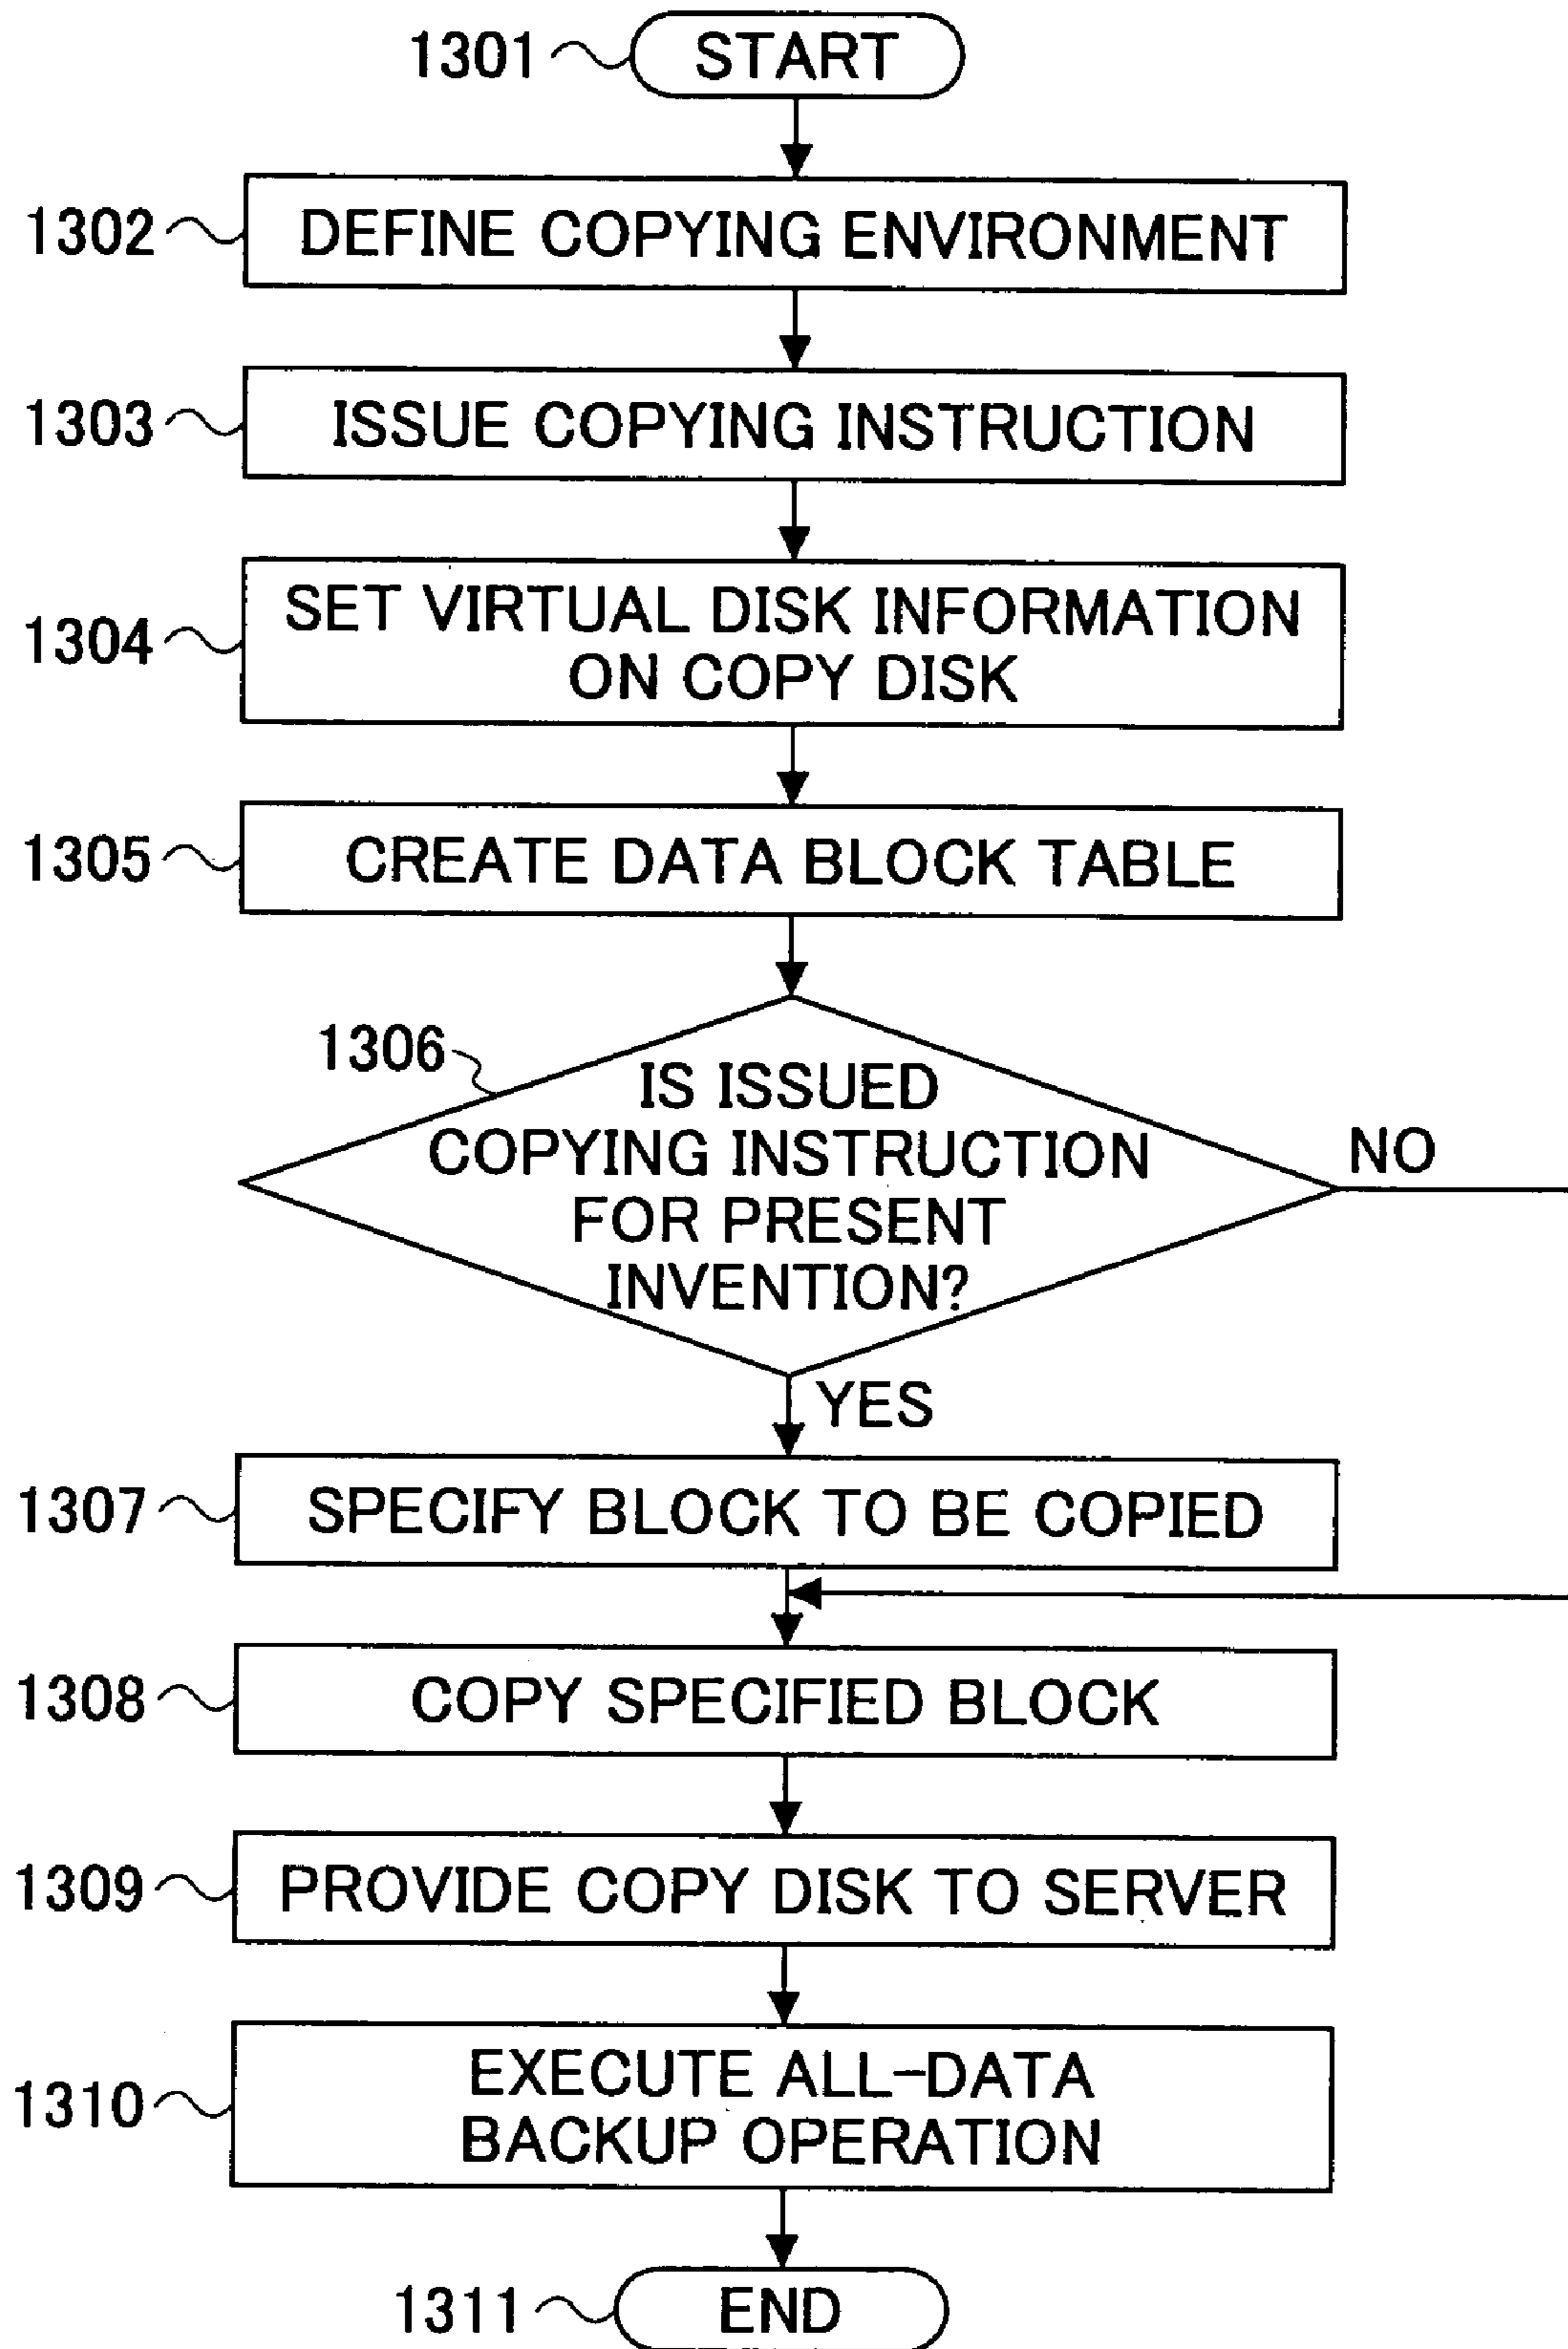 1301
START
1302
DEFINE COPYING ENVIRONMENT
1303
ISSUE COPYING INSTRUCTION
1304
SET VIRTUAL DISK INFORMATION
ON COPY DISK
1305
CREATE DATA BLOCK TABLE
1306
IS ISSUED
COPYING INSTRUCTION
FOR PRESENT
INVENTION?
NO
YES
1307
SPECIFY BLOCK TO BE COPIED
1308
COPY SPECIFIED BLOCK
1309
PROVIDE COPY DISK TO SERVER
1310
EXECUTE ALL-DATA
BACKUP OPERATION
1311
END